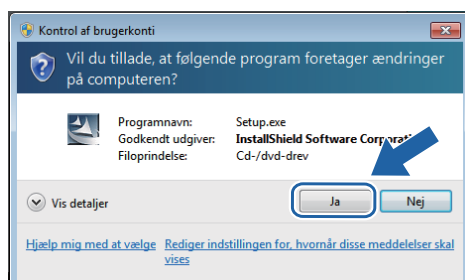 Kontrol af brugerkonti
Vil du tillade, at følgende program foretager ændringer
på computeren?
Programnavn: Setup.exe
Godkendt udgiver: InstallShield Software
Filoprindelse: Cd-/dvd-drev
Vis detaljer
Ja
Nej
Hjælp mig med at vælge
Rediger indstillingen for, hvornår disse meddelelser skal
vises